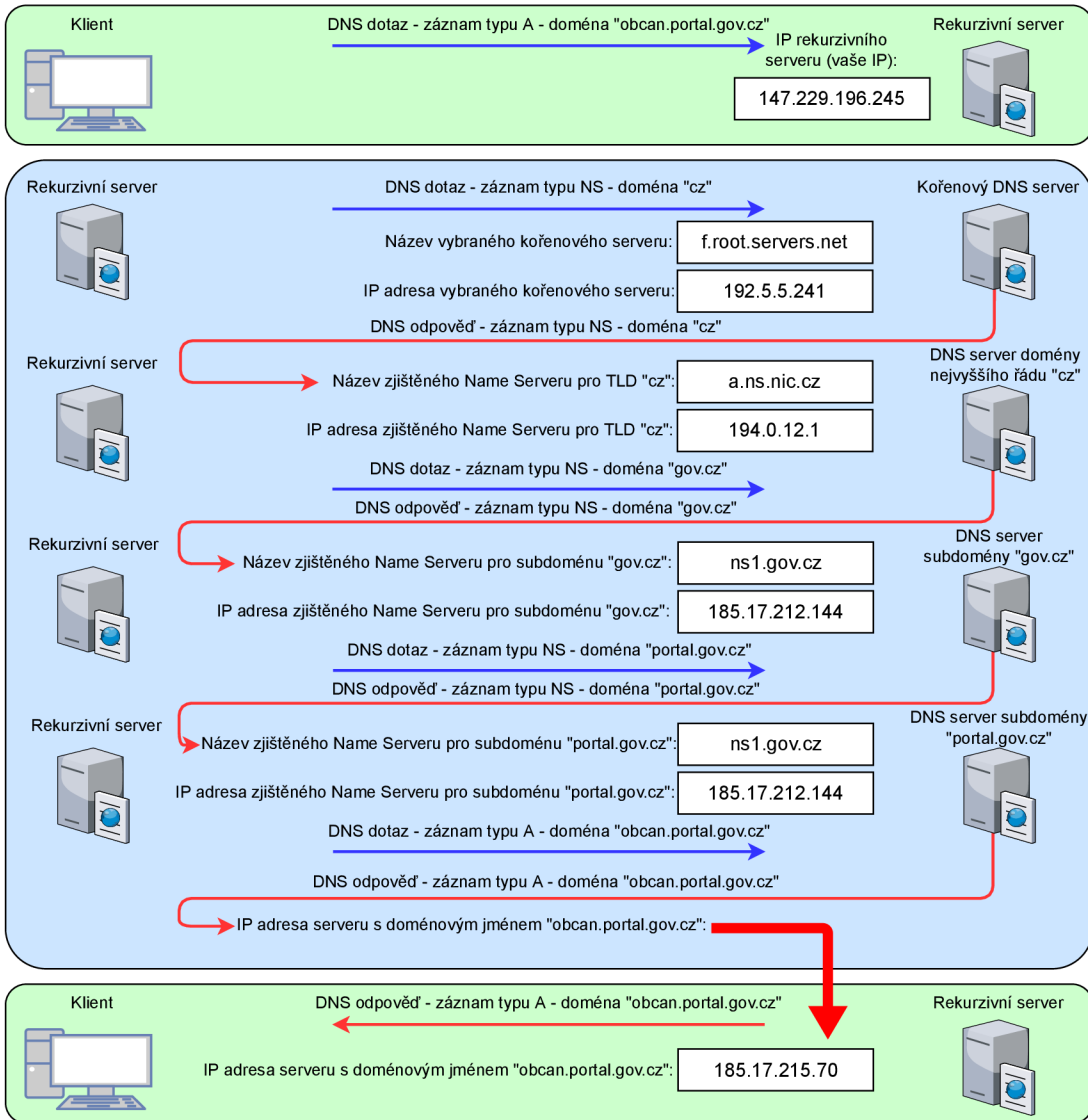 Klient
DNS dotaz - záznam typu A - doména "obcan.portal.gov.cz"
Rekurzivní server
IP rekurzivního
serveru (vaše IP):
147.229.196.245
Rekurzivní server
DNS dotaz - záznam typu NS - doména "cz"
Kořenový DNS server
Název vybraného kořenového serveru:
f.root.servers.net
IP adresa vybraného kořenového serveru:
192.5.5.241
DNS odpověď - záznam typu NS - doména "cz"
Rekurzivní server
DNS server domény
nejvyššího řádu "cz"
Název zjištěného Name Serveru pro TLD "cz":
a.ns.nic.cz
IP adresa zjištěného Name Serveru pro TLD "cz":
194.0.12.1
DNS dotaz - záznam typu NS - doména "gov.cz"
DNS odpověď - záznam typu NS - doména "gov.cz"
Rekurzivní server
DNS server
subdomény "gov.cz"
Název zjištěného Name Serveru pro subdoménu "gov.cz":
ns1.gov.cz
IP adresa zjištěného Name Serveru pro subdoménu "gov.cz":
185.17.212.144
DNS dotaz - záznam typu NS - doména "portal.gov.cz"
DNS odpověď - záznam typu NS - doména "portal.gov.cz"
Rekurzivní server
DNS server subdomény
"portal.gov.cz"
Název zjištěného Name Serveru pro subdoménu "portal.gov.cz":
ns1.gov.cz
IP adresa zjištěného Name Serveru pro subdoménu "portal.gov.cz":
185.17.212.144
DNS dotaz - záznam typu A - doména "obcan.portal.gov.cz"
DNS odpověď - záznam typu A - doména "obcan.portal.gov.cz"
IP adresa serveru s doménovým jménem "obcan.portal.gov.cz":
Klient
DNS odpověď - záznam typu A - doména "obcan.portal.gov.cz"
Rekurzivní server
IP adresa serveru s doménovým jménem "obcan.portal.gov.cz":
185.17.215.70